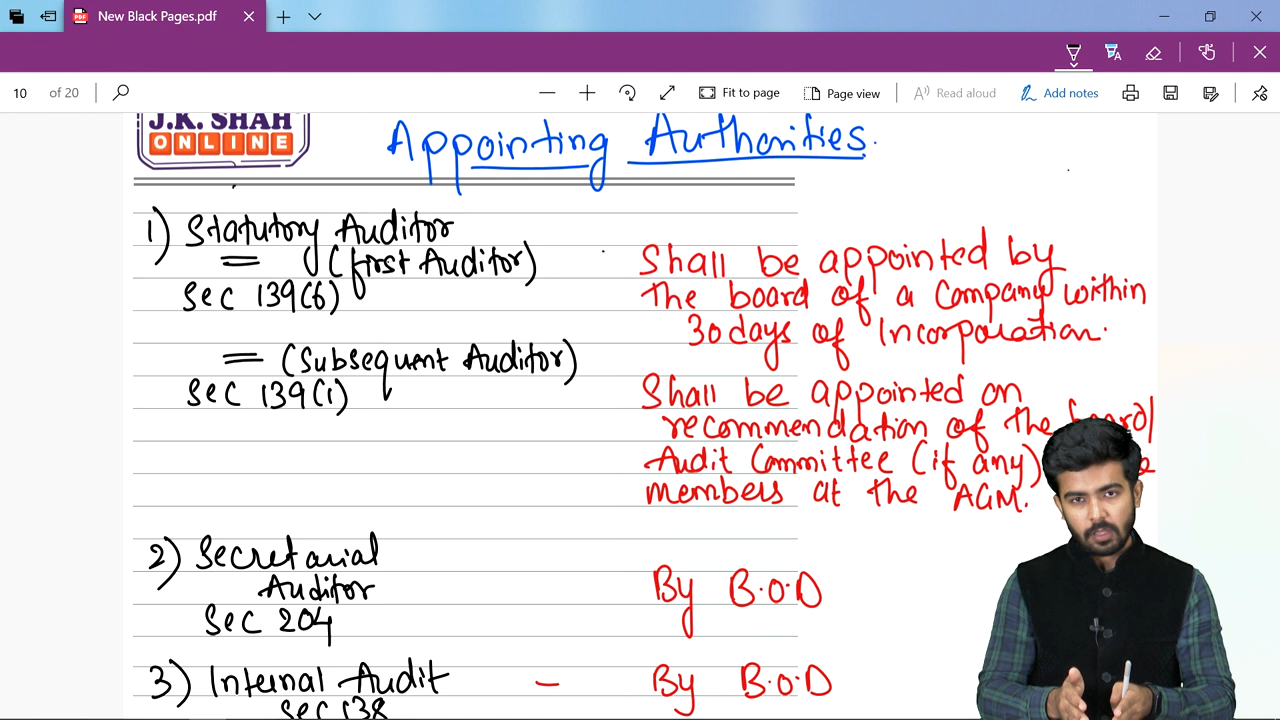 New Black Pages.pdf
10 of 20
Fit to page
Page view
Read aloud
Add notes
J.K. SHAH
ONLINE
Appointing Authorities.
1) Statutory Auditor
= (first Auditor)
Sec 139(6)
Shall be appointed by
the board of a Company within
30 days of Incorporation.
= (Subsequent Auditor)
Sec 139(1)
Shall be appointed on
recommendation of the board/
Audit Committee (if any)
members at the AGM.
2) Secretarial
Auditor
Sec 204
By B.O.D
3) Internal Audit - By B.O.D
Sec 138